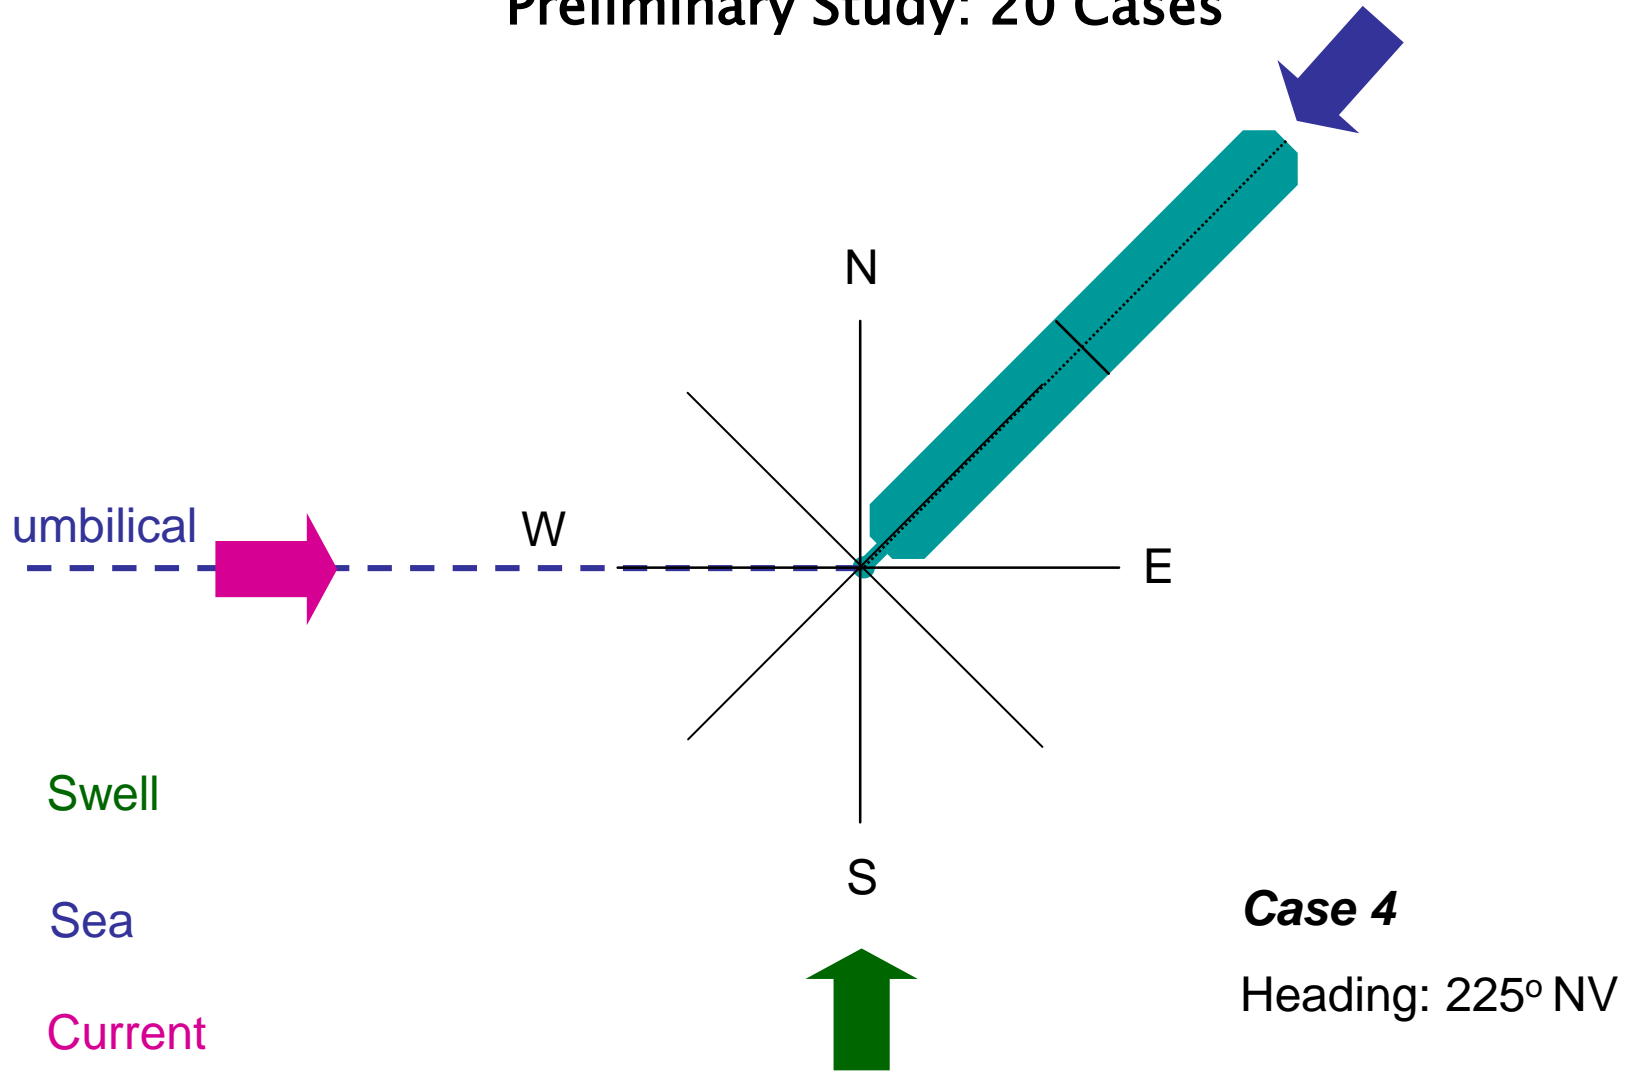 Preliminary Study: 20 Cases
N
umbilical
W
E
S
Swell
Sea
Current
Case 4
Heading: 225º NV